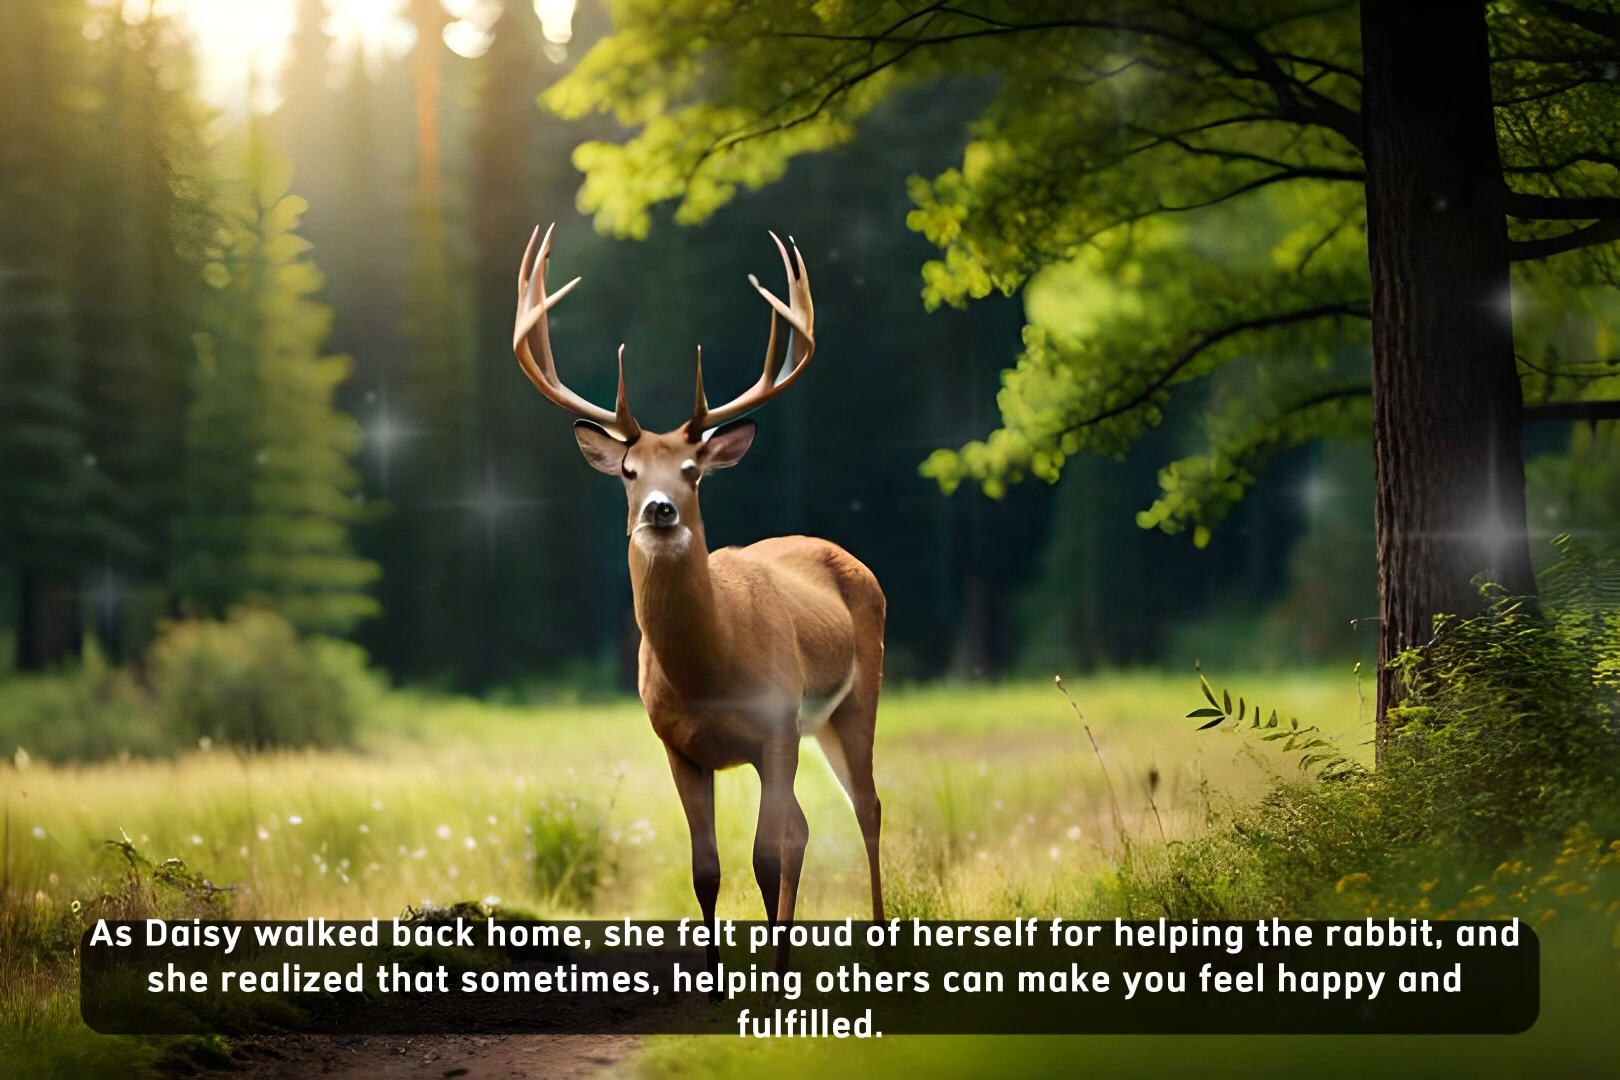 As Daisy walked back home, she felt proud of herself for helping the rabbit, and
she realized that sometimes, helping others can make you feel happy and
fulfilled.